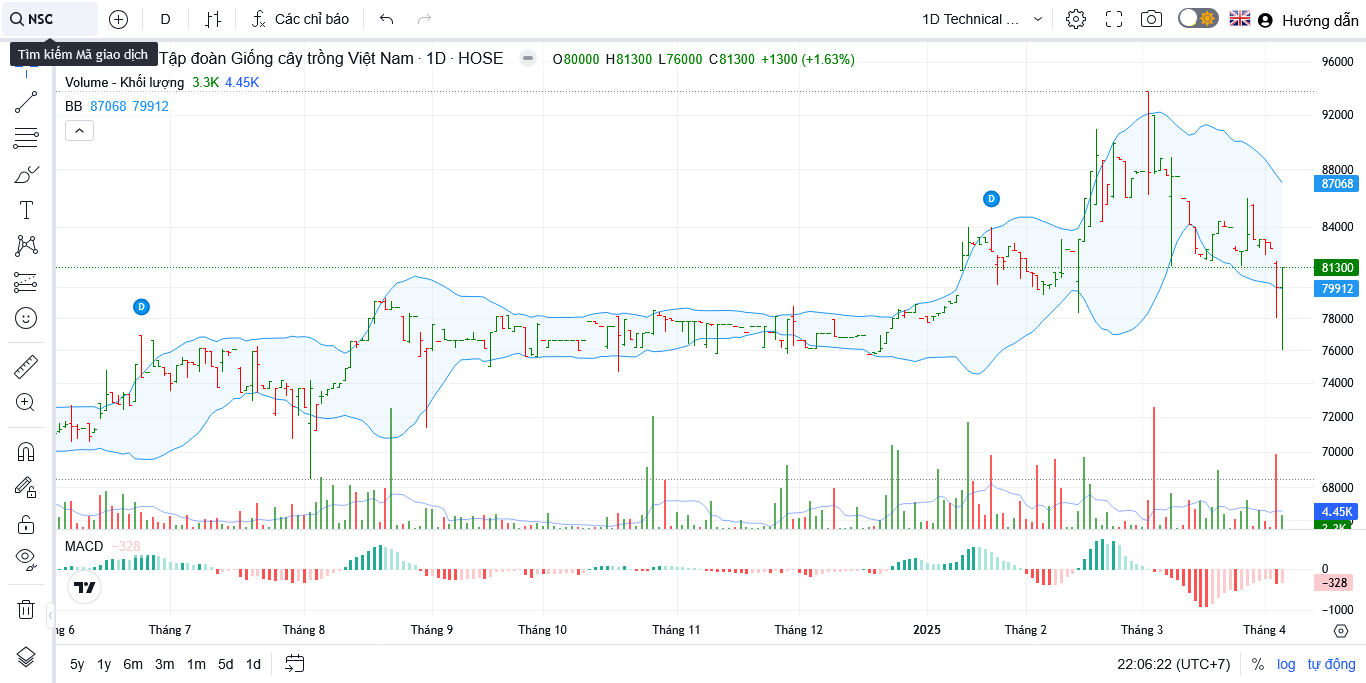 NSC
D
Các chỉ báo
1D Technical ...
Hướng dẫn
Tìm kiếm Mã giao dịch
Tập đoàn Giống cây trồng Việt Nam · 1D · HOSE
O80000 H81300 L76000 C81300 +1300 (+1.63%)
Volume - Khối lượng 3.3K 4.45K
BB 87068 79912
D
D
96000
92000
88000
87068
84000
81300
79912
78000
76000
74000
72000
70000
68000
4.45K
3.3K
MACD −328
0
−328
−1000
ng 6
Tháng 7
Tháng 8
Tháng 9
Tháng 10
Tháng 11
Tháng 12
2025
Tháng 2
Tháng 3
Tháng 4
5y 1y 6m 3m 1m 5d 1d
22:06:22 (UTC+7)
% log tự động